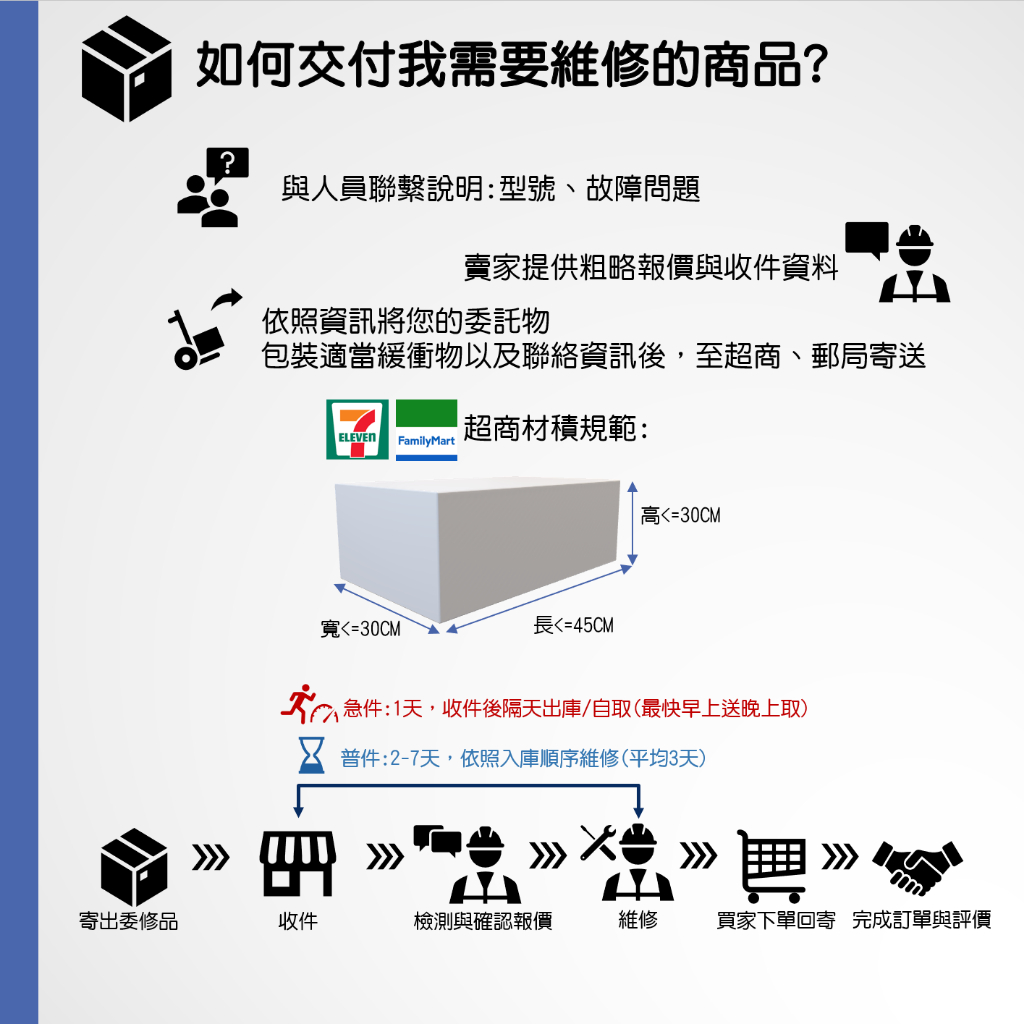 如何交付我需要維修的商品?
?
與人員聯繫說明:型號、故障問題
賣家提供粗略報價與收件資料
依照資訊將您的委託物
包裝適當緩衝物以及聯絡資訊後，至超商、郵局寄送
7
ELEVEn
FamilyMart
超商材積規範:
高<=30CM
寬<=30CM
長<=45CM
急件:1天，收件後隔天出庫/自取(最快早上送晚上取)
普件:2-7天，依照入庫順序維修(平均3天)
寄出委修品
收件
檢測與確認報價
維修
買家下單回寄
完成訂單與評價